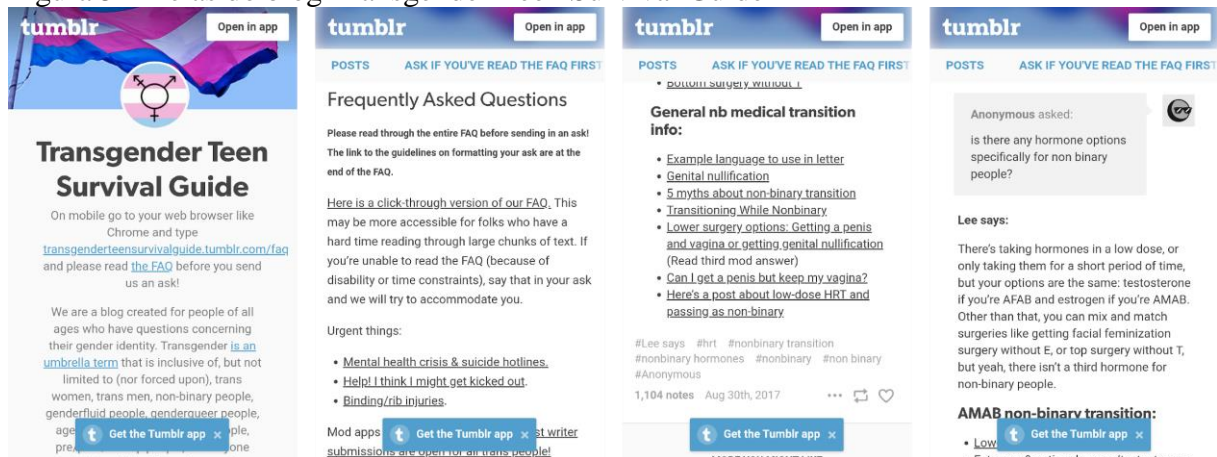 tumblr
Open in app
Transgender Teen
Survival Guide
On mobile go to your web browser like
Chrome and type
transgenderteensurvivalguide.tumblr.com/faq
and please read the FAQ before you send
us an ask!
We are a blog created for people of all
ages who have questions concerning
their gender identity. Transgender is an
umbrella term that is inclusive of, but not
limited to (nor forced upon), trans
women, trans men, non-binary people,
genderfluid people, genderqueer people,
Get the Tumblr app ×
tumblr
Open in app
POSTS ASK IF YOU'VE READ THE FAQ FIRST
Frequently Asked Questions
Please read through the entire FAQ before sending in an ask!
The link to the guidelines on formatting your ask are at the
end of the FAQ.
Here is a click-through version of our FAQ. This
may be more accessible for folks who have a
hard time reading through large chunks of text. If
you're unable to read the FAQ (because of
disability or time constraints), say that in your ask
and we will try to accommodate you.
Urgent things:
• Mental health crisis & suicide hotlines.
• Help! I think I might get kicked out.
• Binding/rib injuries.
Mod apps st writer
submissions are open for all trans people!
Get the Tumblr app ×
tumblr
Open in app
POSTS ASK IF YOU'VE READ THE FAQ FIRST
• Bottom surgery without T
General nb medical transition
info:
• Example language to use in letter
• Genital nullification
• 5 myths about non-binary transition
• Transitioning While Nonbinary
• Lower surgery options: Getting a penis
and vagina or getting genital nullification
(Read third mod answer)
• Can I get a penis but keep my vagina?
• Here's a post about low-dose HRT and
passing as non-binary
#Lee says #hrt #nonbinary transition
#nonbinary hormones #nonbinary #non binary
#Anonymous
1,104 notes Aug 30th, 2017
Get the Tumblr app ×
tumblr
Open in app
POSTS ASK IF YOU'VE READ THE FAQ FIRST
Anonymous asked:
is there any hormone options
specifically for non binary
people?
Lee says:
There's taking hormones in a low dose, or
only taking them for a short period of time,
but your options are the same: testosterone
if you're AFAB and estrogen if you're AMAB.
Other than that, you can mix and match
surgeries like getting facial feminization
surgery without E, or top surgery without T,
but yeah, there isn't a third hormone for
non-binary people.
AMAB non-binary transition:
Get the Tumblr app ×